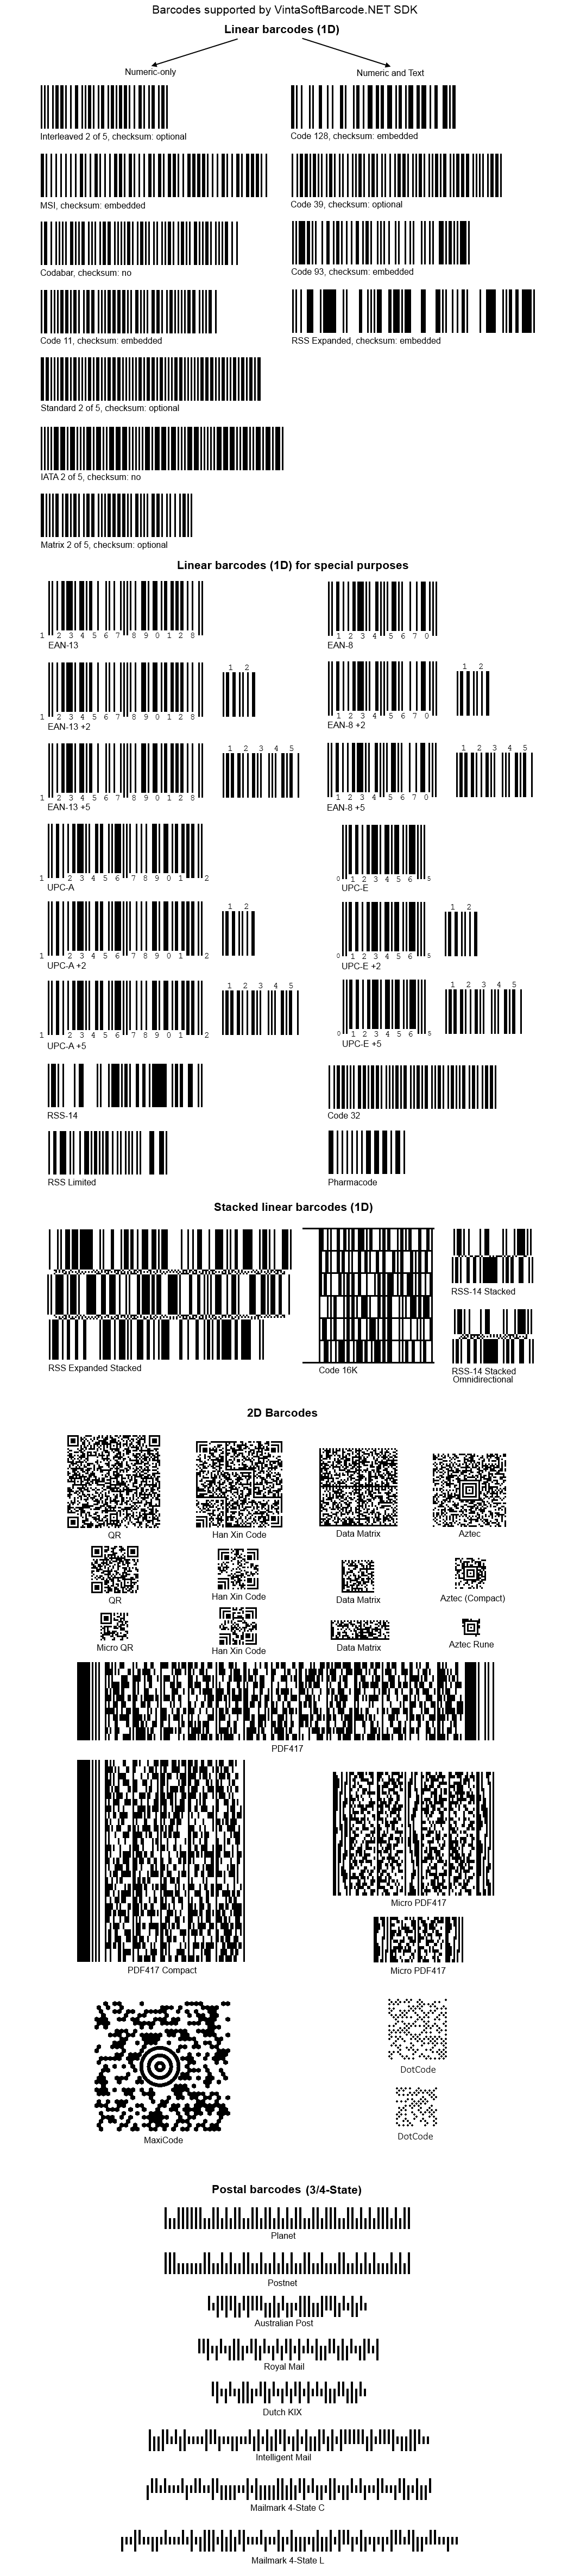 Barcodes supported by VintaSoftBarcode.NET SDK
Linear barcodes (1D)
Numeric-only
Numeric and Text
Interleaved 2 of 5, checksum: optional
Code 128, checksum: embedded
MSI, checksum: embedded
Code 39, checksum: optional
Codabar, checksum: no
Code 93, checksum: embedded
Code 11, checksum: embedded
RSS Expanded, checksum: embedded
Standard 2 of 5, checksum: optional
IATA 2 of 5, checksum: no
Matrix 2 of 5, checksum: optional
Linear barcodes (1D) for special purposes
1 2 3 4 5 6 7 8 9 0 1 2 8
EAN-13
1 2 3 4 5 6 7 0
EAN-8
1 2
1 2 3 4 5 6 7 8 9 0 1 2 8
EAN-13 +2
1 2
1 2 3 4 5 6 7 0
EAN-8 +2
1 2 3 4 5
1 2 3 4 5 6 7 8 9 0 1 2 8
EAN-13 +5
1 2 3 4 5
1 2 3 4 5 6 7 0
EAN-8 +5
1 2 3 4 5 6 7 8 9 0 1 2
UPC-A
0 1 2 3 4 5 6 5
UPC-E
1 2
1 2 3 4 5 6 7 8 9 0 1 2
UPC-A +2
1 2
0 1 2 3 4 5 6 5
UPC-E +2
1 2 3 4 5
1 2 3 4 5 6 7 8 9 0 1 2
UPC-A +5
1 2 3 4 5
0 1 2 3 4 5 6 5
UPC-E +5
RSS-14
Code 32
RSS Limited
Pharmacode
Stacked linear barcodes (1D)
RSS Expanded Stacked
Code 16K
RSS-14 Stacked
RSS-14 Stacked
Omnidirectional
2D Barcodes
QR
Han Xin Code
Data Matrix
Aztec
QR
Han Xin Code
Data Matrix
Aztec (Compact)
Micro QR
Han Xin Code
Data Matrix
Aztec Rune
PDF417
Micro PDF417
PDF417 Compact
Micro PDF417
DotCode
MaxiCode
DotCode
Postal barcodes (3/4-State)
Planet
Postnet
Australian Post
Royal Mail
Dutch KIX
Intelligent Mail
Mailmark 4-State C
Mailmark 4-State L